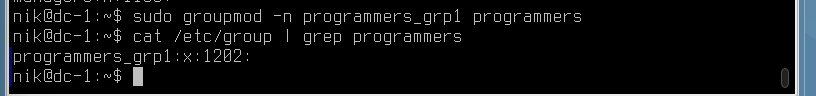 nik@dc-1:~$ sudo groupmod -n programmers_grp1 programmers
nik@dc-1:~$ cat /etc/group | grep programmers
programmers_grp1:x:1202:
nik@dc-1:~$